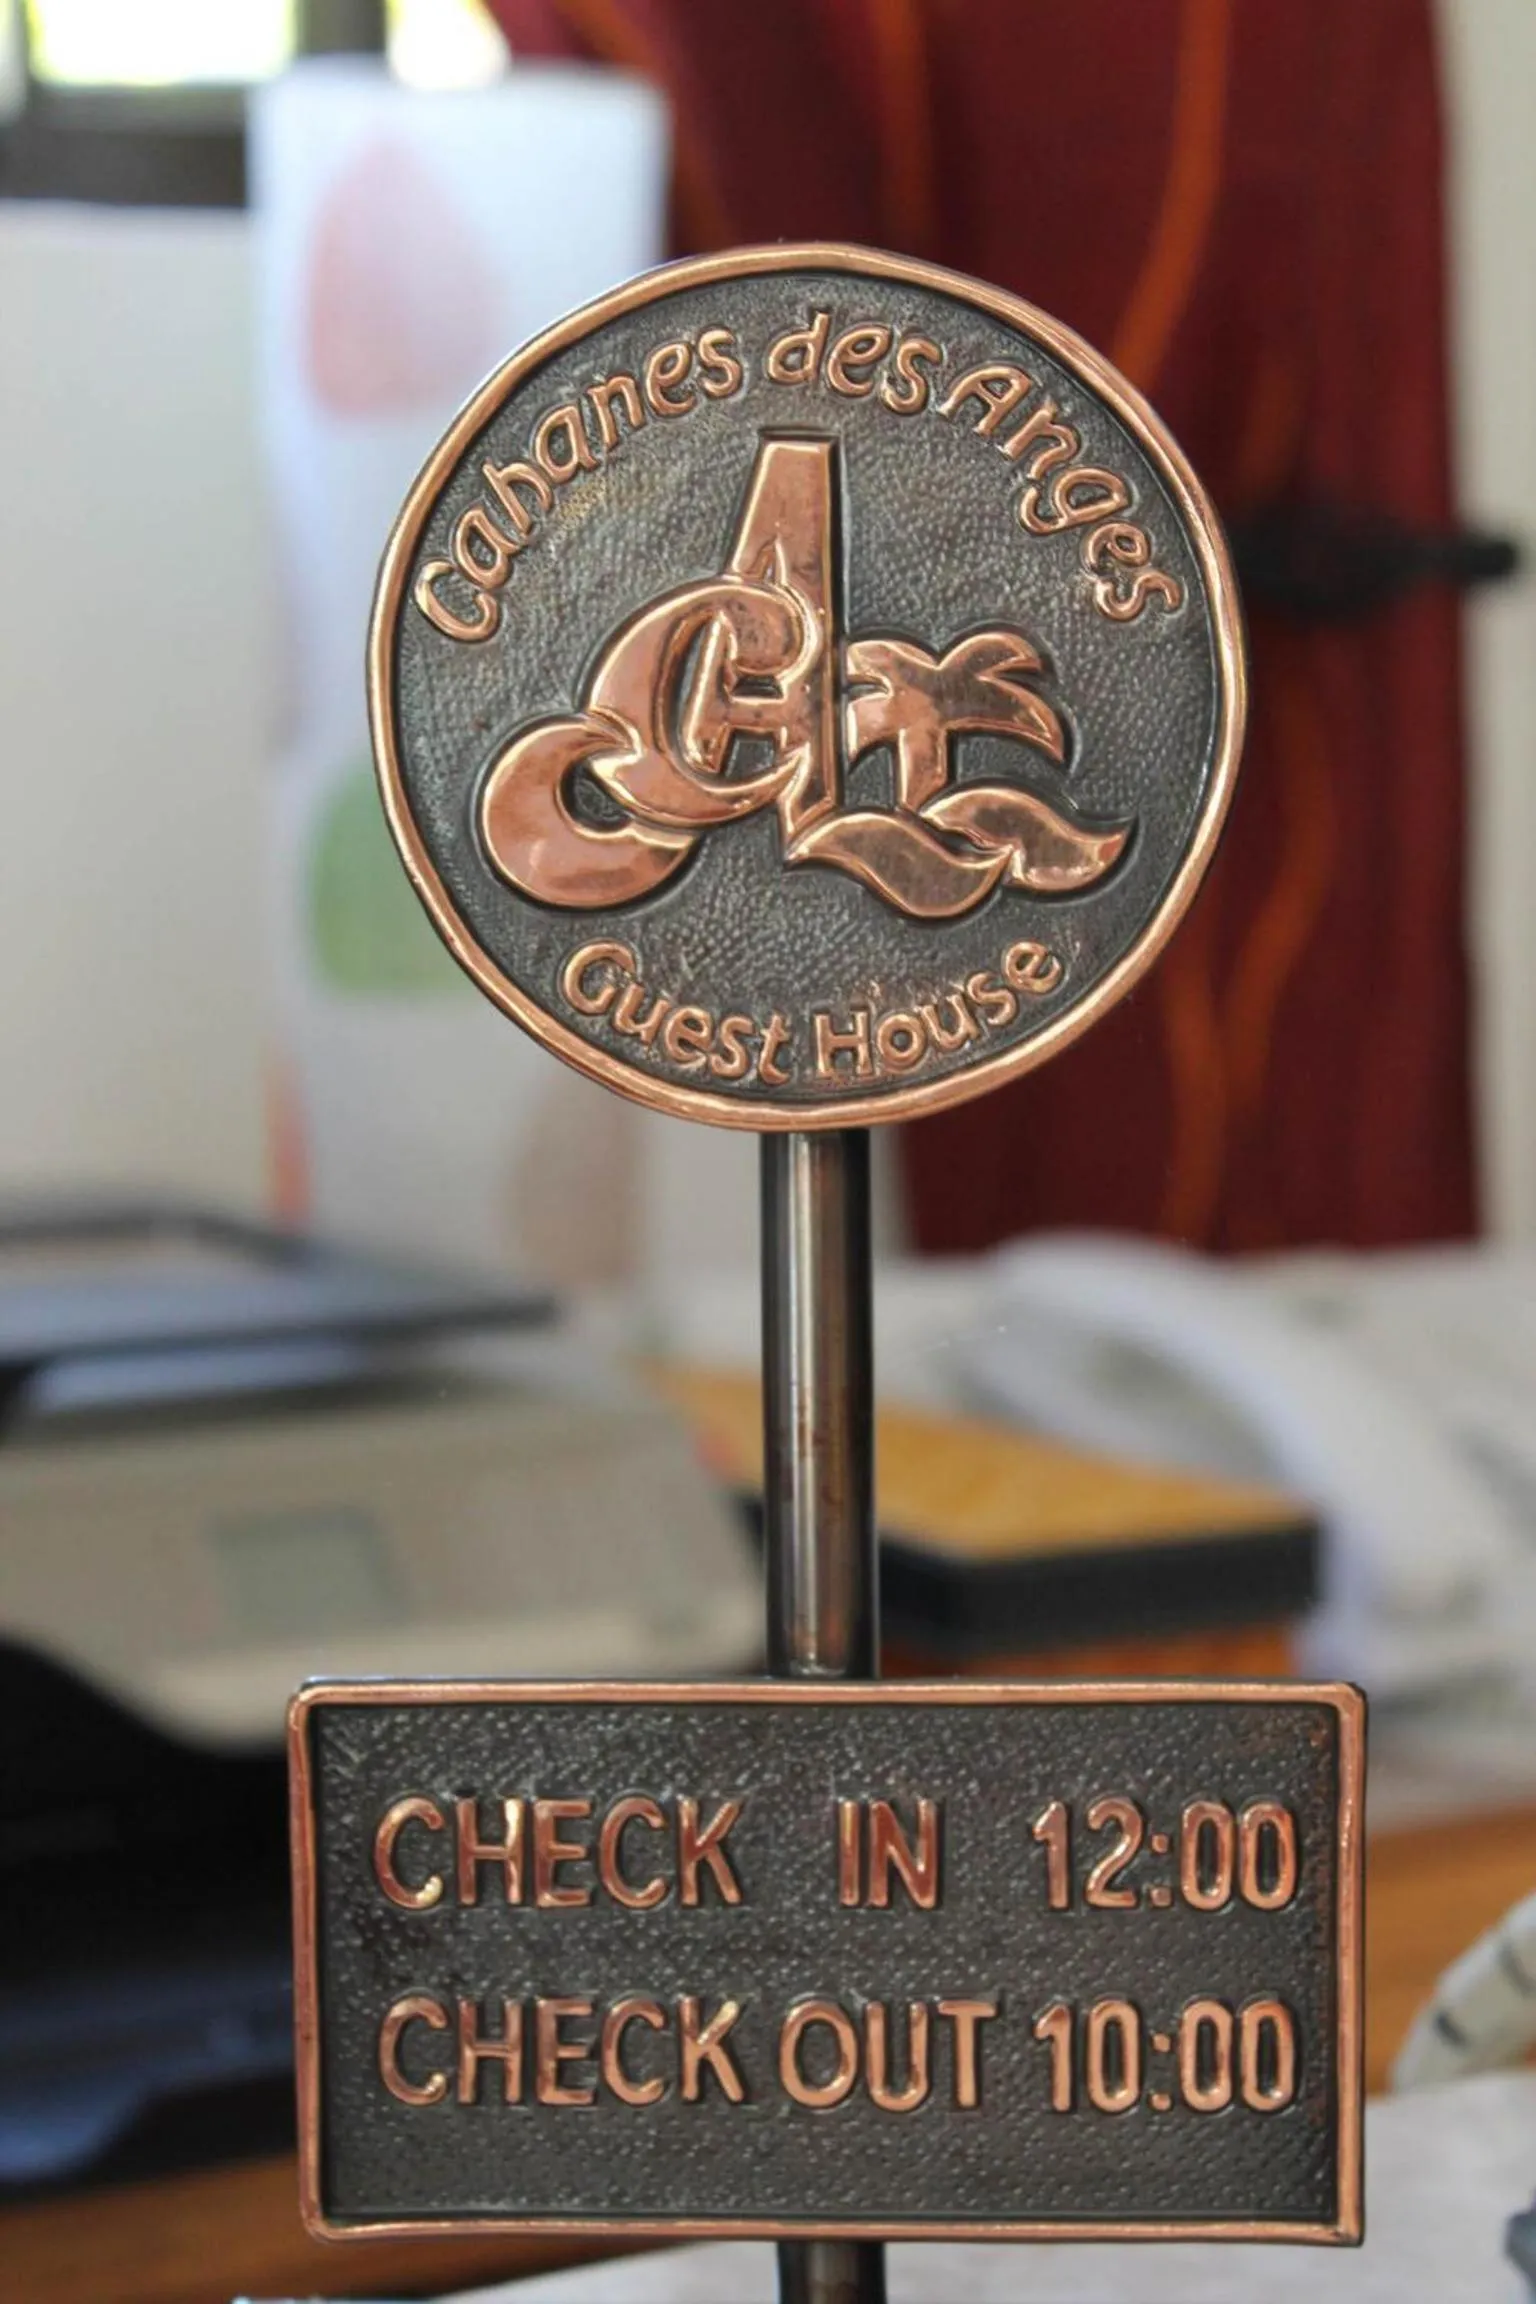 Cabanes des Anges
Guest House
CHECK IN 12:00
CHECK OUT 10:00